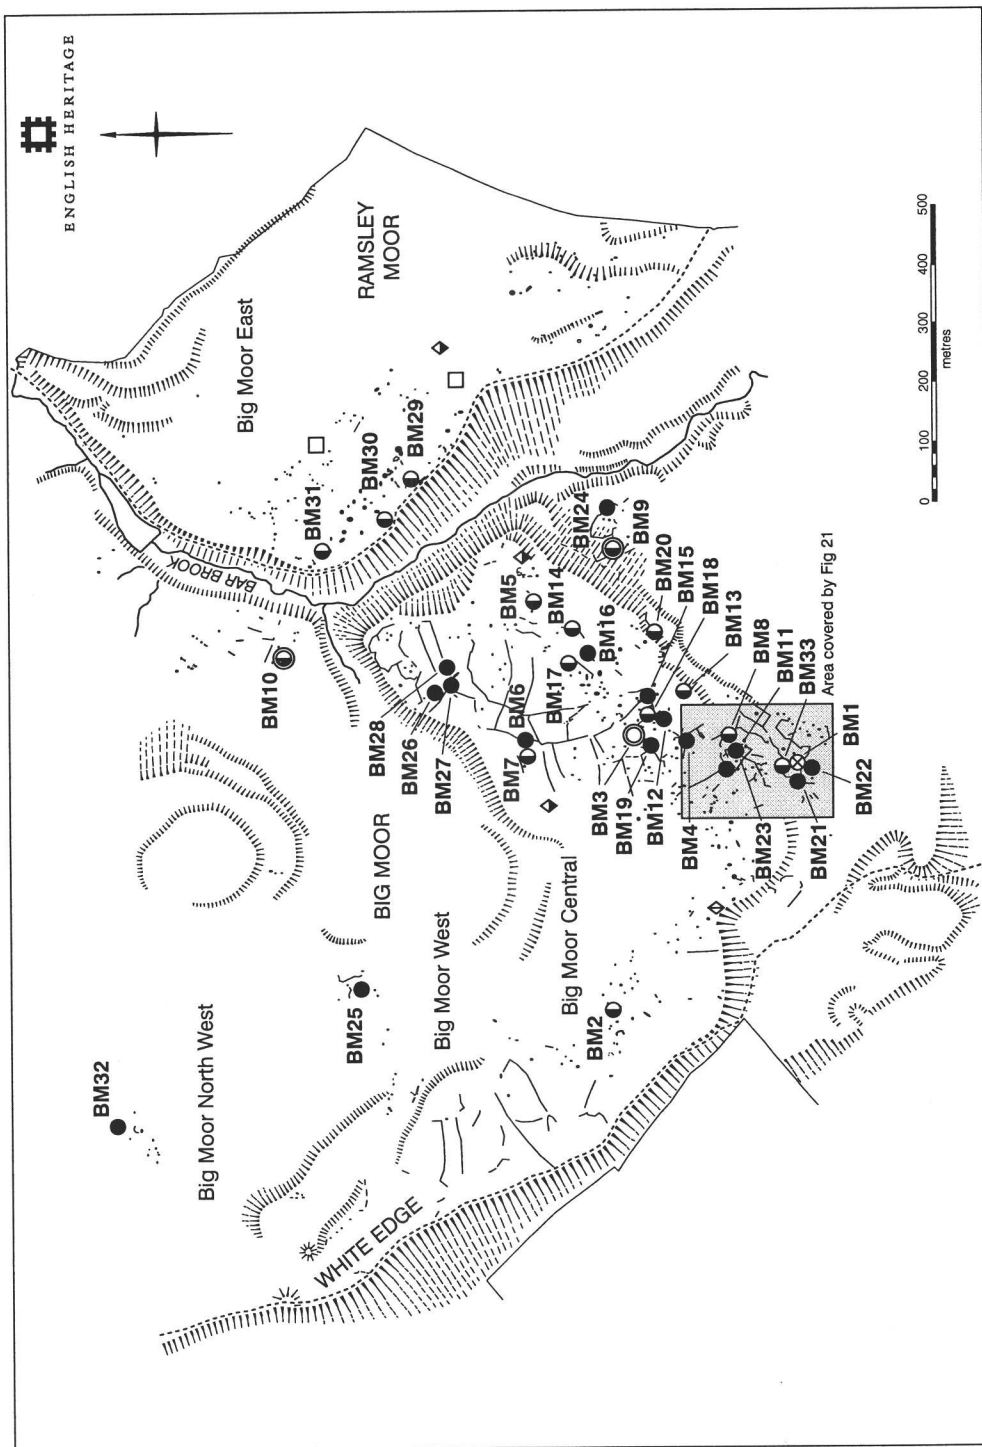 ENGLISH HERITAGE
Big Moor East
RAMSLEY
MOOR
BAR BROOK
BM31
BM30
BM29
BM10
BM24
BM9
BM5
BM14
BM16
BM20
BM15
BM18
BM13
BM8
BM11
BM33
BM1
BM22
BM28
BM26
BM27
BM6
BM7
BM17
BM3
BM19
BM12
BM4
BM23
BM21
Area covered by Fig 21
BIG MOOR
Big Moor West
Big Moor Central
BM25
BM2
BM32
Big Moor North West
WHITE EDGE
0 100 200 300 400 500
metres